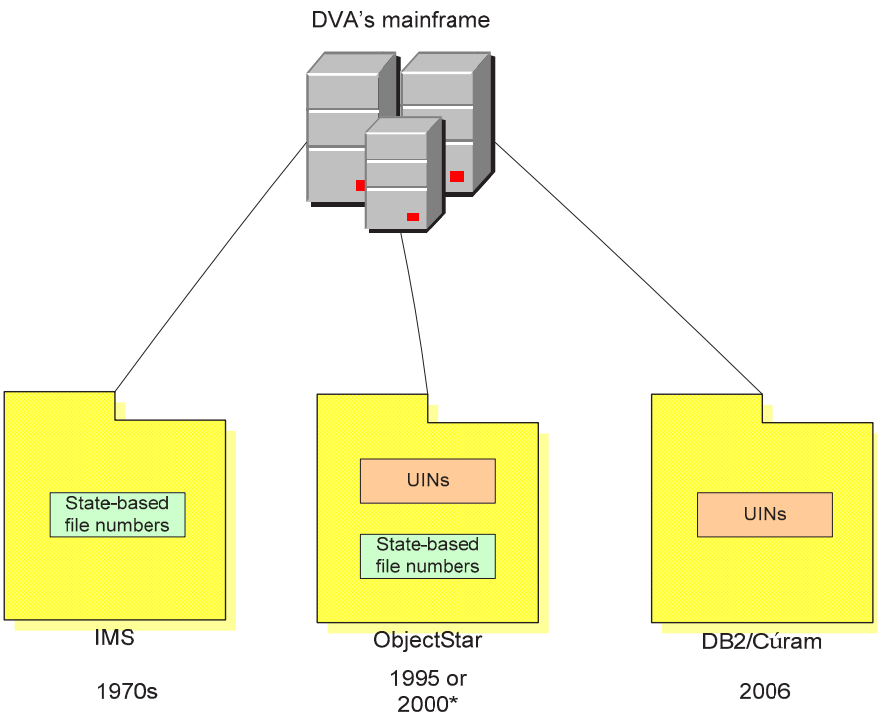 DVA's mainframe
State-based
file numbers
IMS
1970s
UINs
State-based
file numbers
ObjectStar
1995 or
2000*
UINs
DB2/Cúram
2006